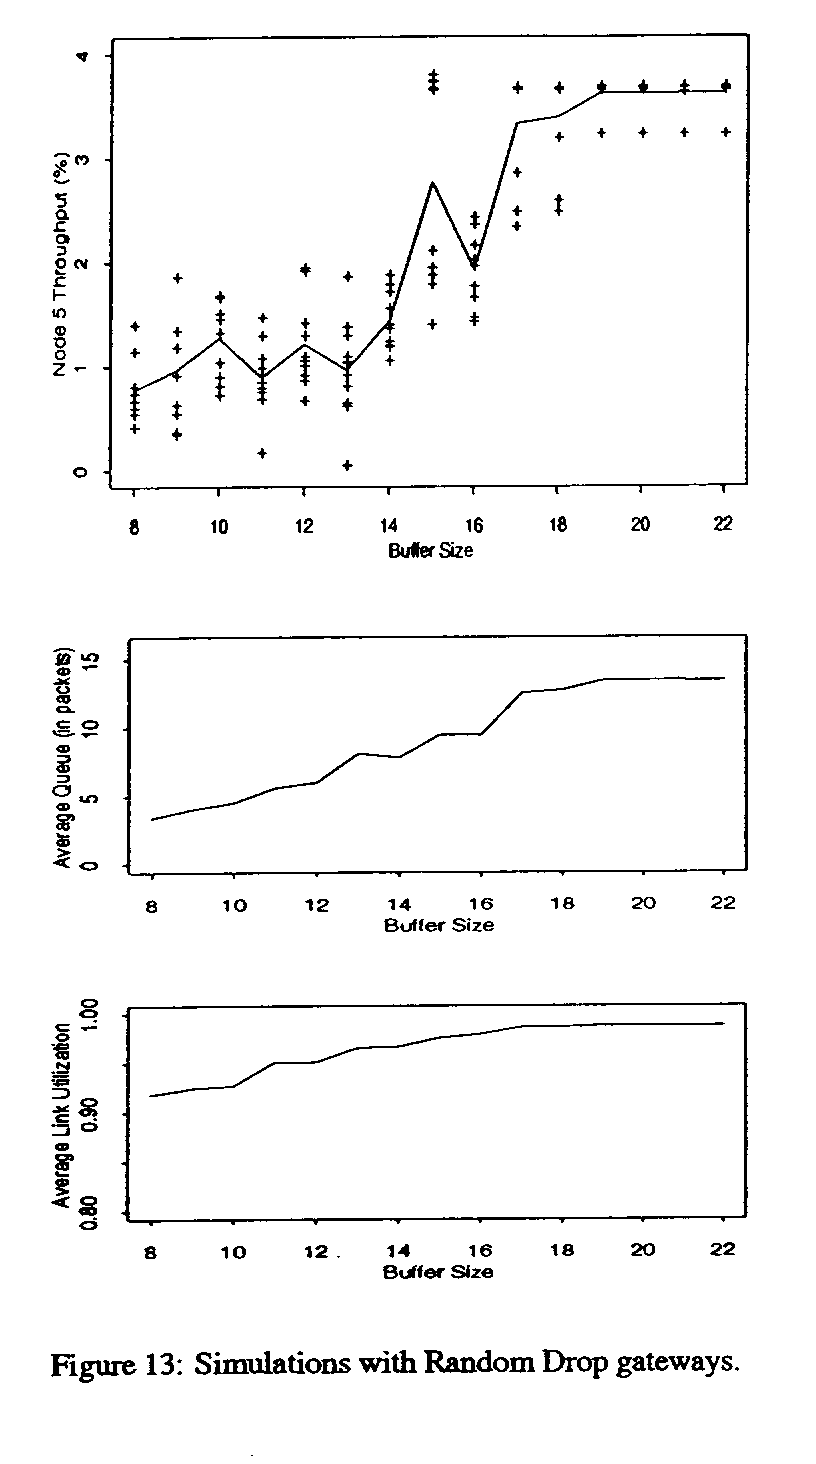 Node 5 Throughput (%)
4
3
2
1
0
8 10 12 14 16 18 20 22
Buffer Size
Average Queue (in packets)
15
10
5
0
8 10 12 14 16 18 20 22
Buffer Size
Average Link Utilization
1.00
0.90
0.80
8 10 12 14 16 18 20 22
Buffer Size
Figure 13: Simulations with Random Drop gateways.